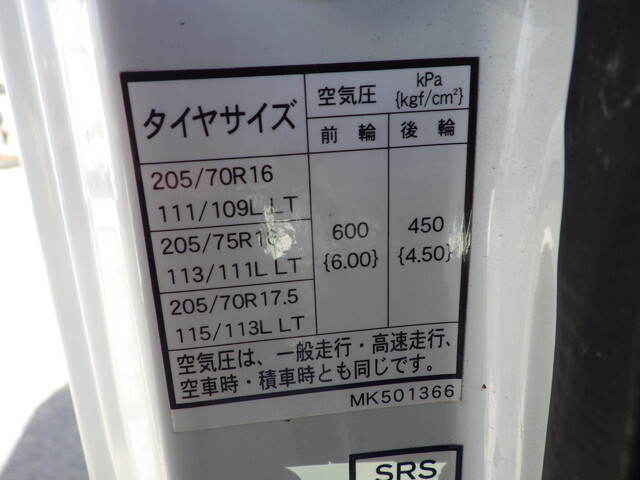 タイヤサイズ
空気圧 kPa {kgf/cm²}
前輪 後輪
205/70R16
111/109L LT
205/75R16
113/111L LT
205/70R17.5
115/113L LT
600 450
{6.00} {4.50}
空気圧は、一般走行・高速走行、
空車時・積車時とも同じです。
MK501366
SRS